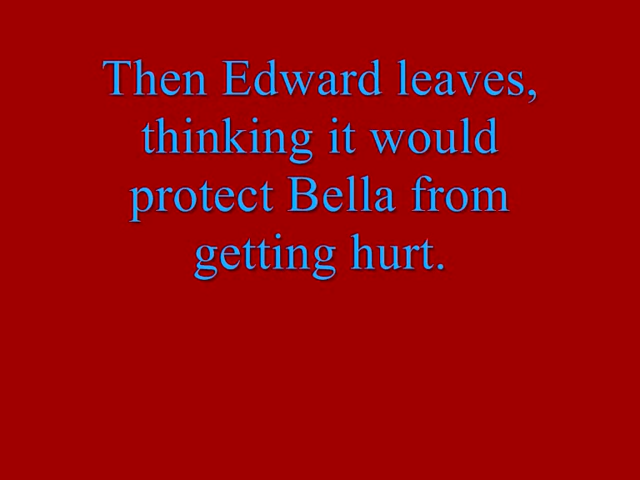 Then Edward leaves,
thinking it would
protect Bella from
getting hurt.